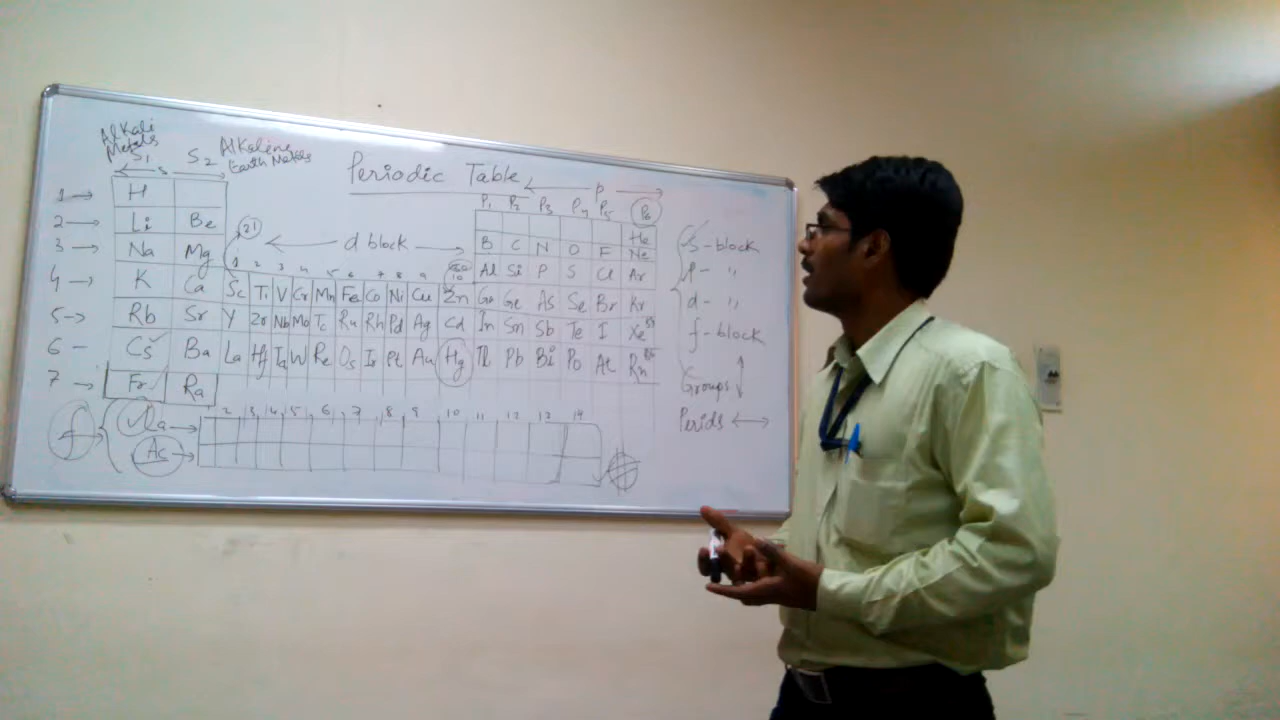 Alkali
Metals
S1 S2 Alkaline
Earth Metals
s
Periodic Table
p
P1 P2 P3 P4 P5 P6
1 H
2 Li Be
3 Na Mg
21
d block
He
B C N O F Ne
Al Si P S Cl Ar
1 2 3 4 5 6 7 8 9 10
4 K Ca Sc Ti V Cr Mn Fe Co Ni Cu Zn Ga Ge As Se Br Kr
5 Rb Sr Y Zr Nb Mo Tc Ru Rh Pd Ag Cd In Sn Sb Te I Xe
6 Cs Ba La Hf Ta W Re Os Ir Pt Au Hg Tl Pb Bi Po At Rn
7 Fr Ra
2 3 4 5 6 7 8 9 10 11 12 13 14
f La
Ac
S-block
p- "
d- "
f-block
Groups
Perids